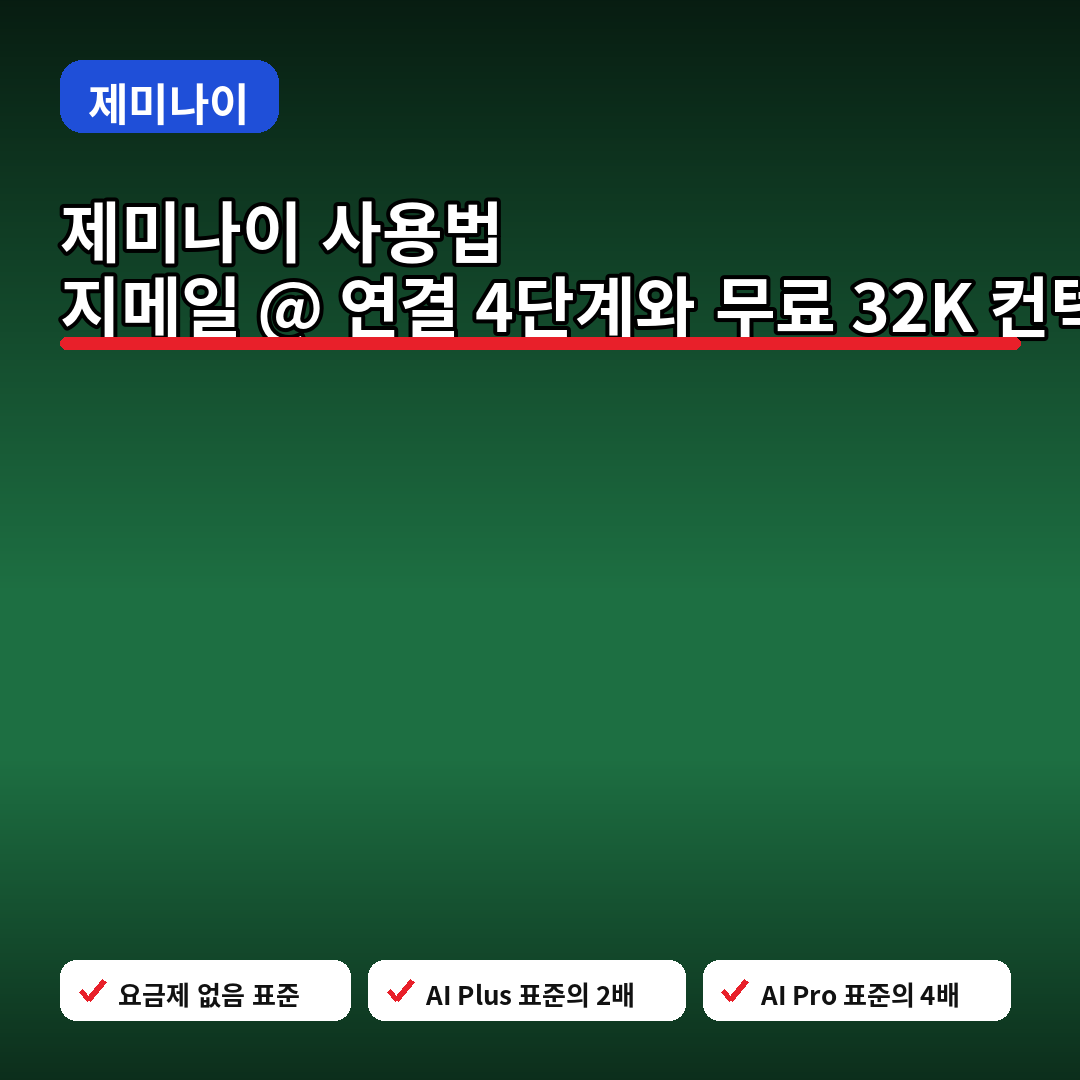 제미나이
제미나이 사용법
지메일 @ 연결 4단계와 무료 32K
요금제 없음 표준
AI Plus 표준의 2배
AI Pro 표준의 4배